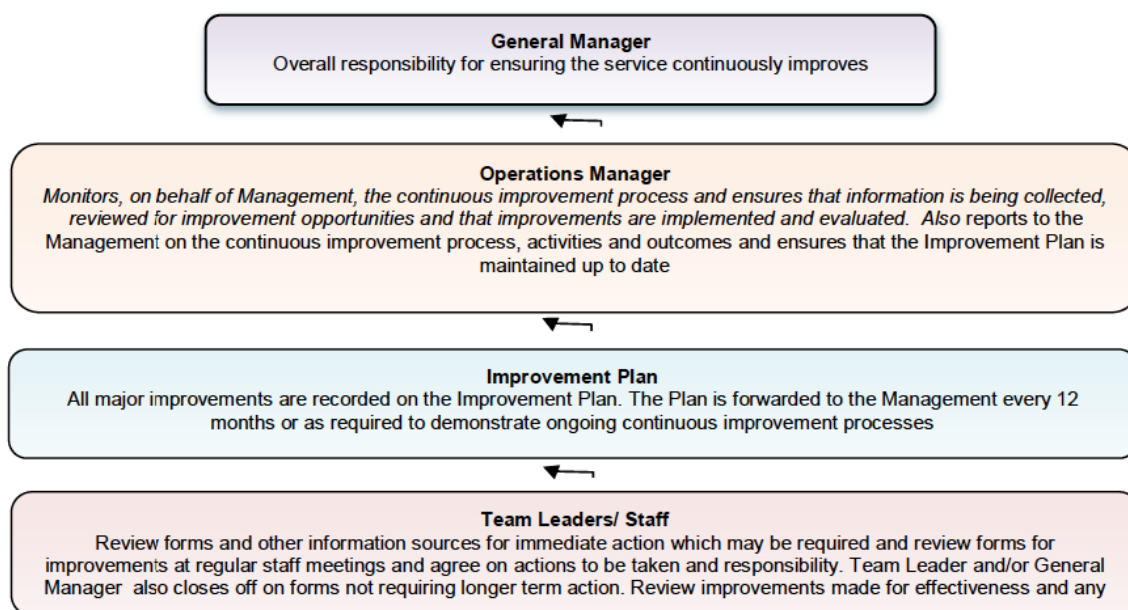 General Manager
Overall responsibility for ensuring the service continuously improves
Operations Manager
Monitors, on behalf of Management, the continuous improvement process and ensures that information is being collected,
reviewed for improvement opportunities and that improvements are implemented and evaluated. Also reports to the
Management on the continuous improvement process, activities and outcomes and ensures that the Improvement Plan is
maintained up to date
Improvement Plan
All major improvements are recorded on the Improvement Plan. The Plan is forwarded to the Management every 12
months or as required to demonstrate ongoing continuous improvement processes
Team Leaders/ Staff
Review forms and other information sources for immediate action which may be required and review forms for
improvements at regular staff meetings and agree on actions to be taken and responsibility. Team Leader and/or General
Manager also closes off on forms not requiring longer term action. Review improvements made for effectiveness and any